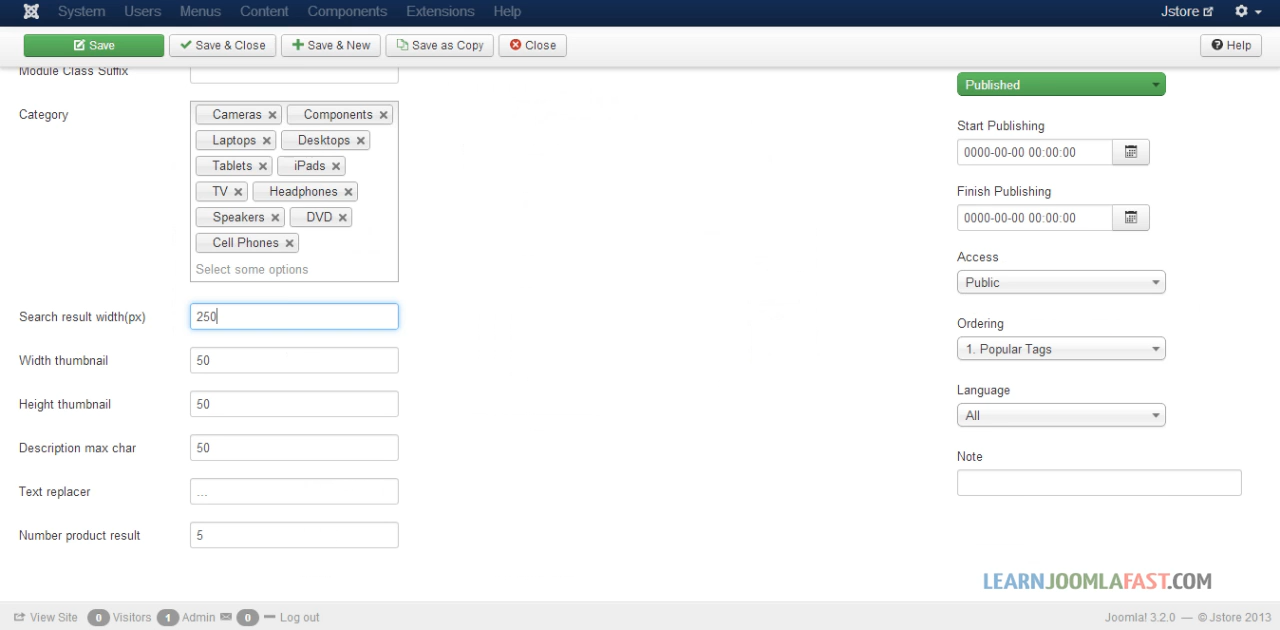 System Users Menus Content Components Extensions Help Jstore
Save Save & Close Save & New Save as Copy Close Help
Module Class Suffix
Published
Category
Cameras Components
Laptops Desktops
Tablets iPads
TV Headphones
Speakers DVD
Cell Phones
Select some options
Start Publishing
0000-00-00 00:00:00
Finish Publishing
0000-00-00 00:00:00
Access
Public
Search result width(px) 250
Ordering
1. Popular Tags
Width thumbnail 50
Language
All
Height thumbnail 50
Description max char 50
Note
Text replacer ...
Number product result 5
LEARNJOOMLAFAST.COM
View Site 0 Visitors 1 Admin 0 Log out Joomla! 3.2.0 — © Jstore 2013